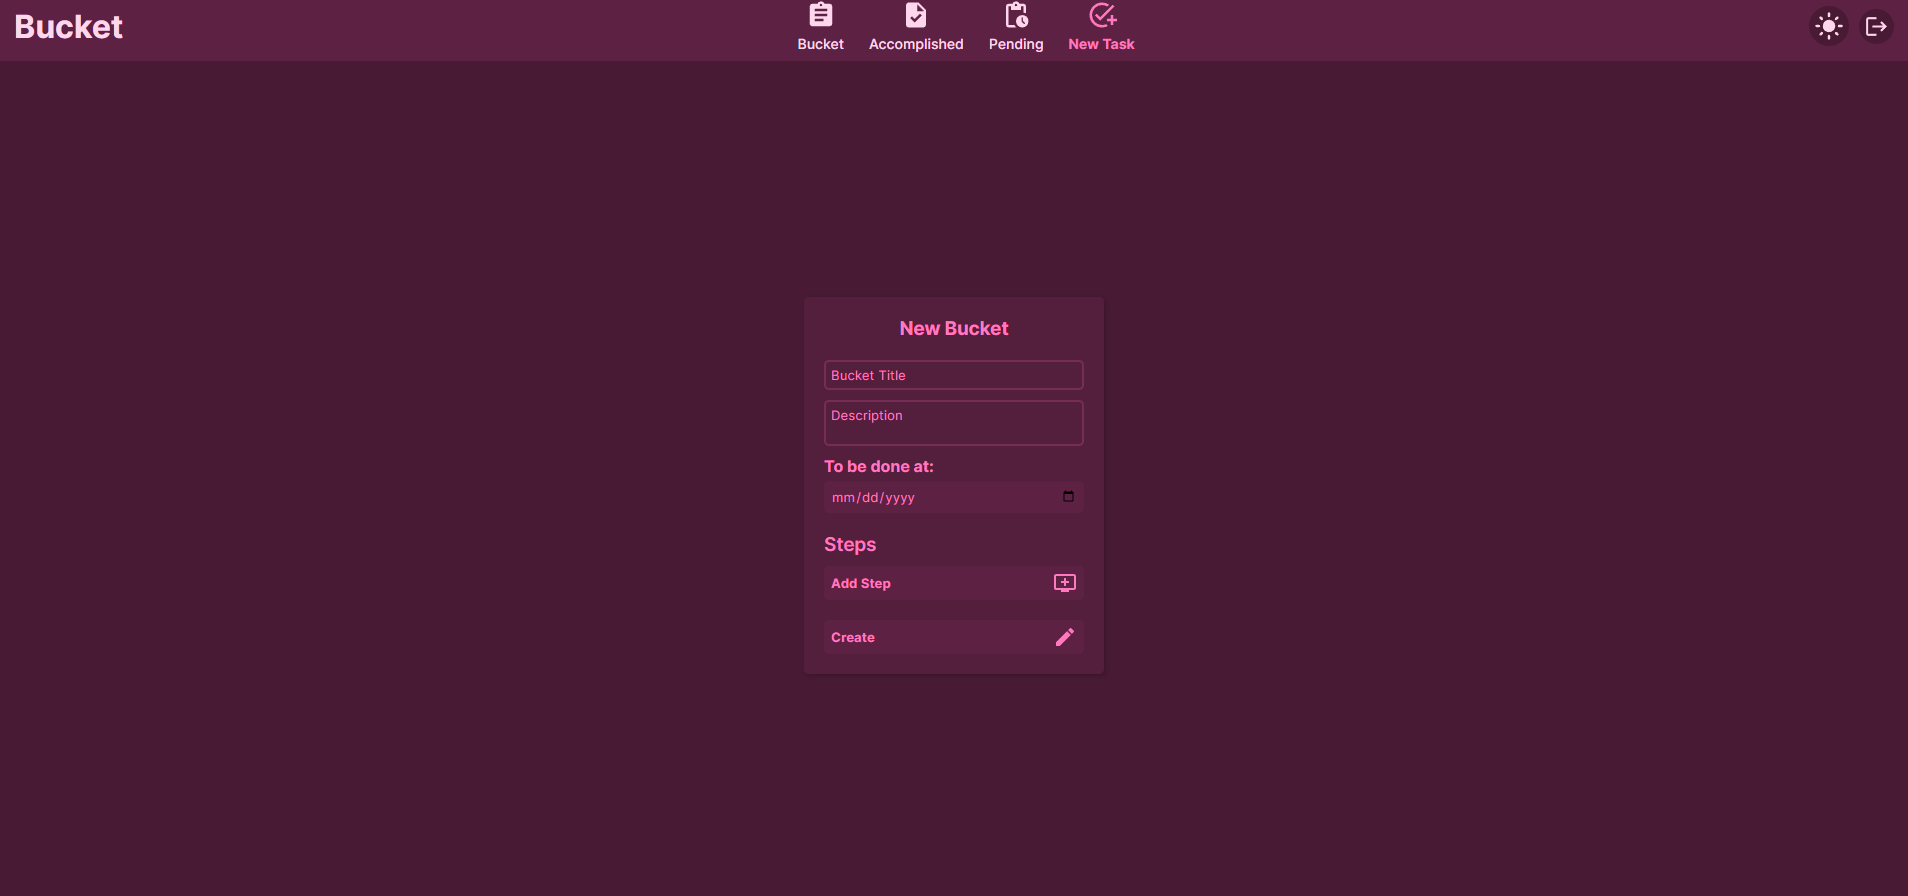 Bucket
Bucket
Accomplished
Pending
New Task
New Bucket
Bucket Title
Description
To be done at:
mm/dd/yyyy
Steps
Add Step
Create